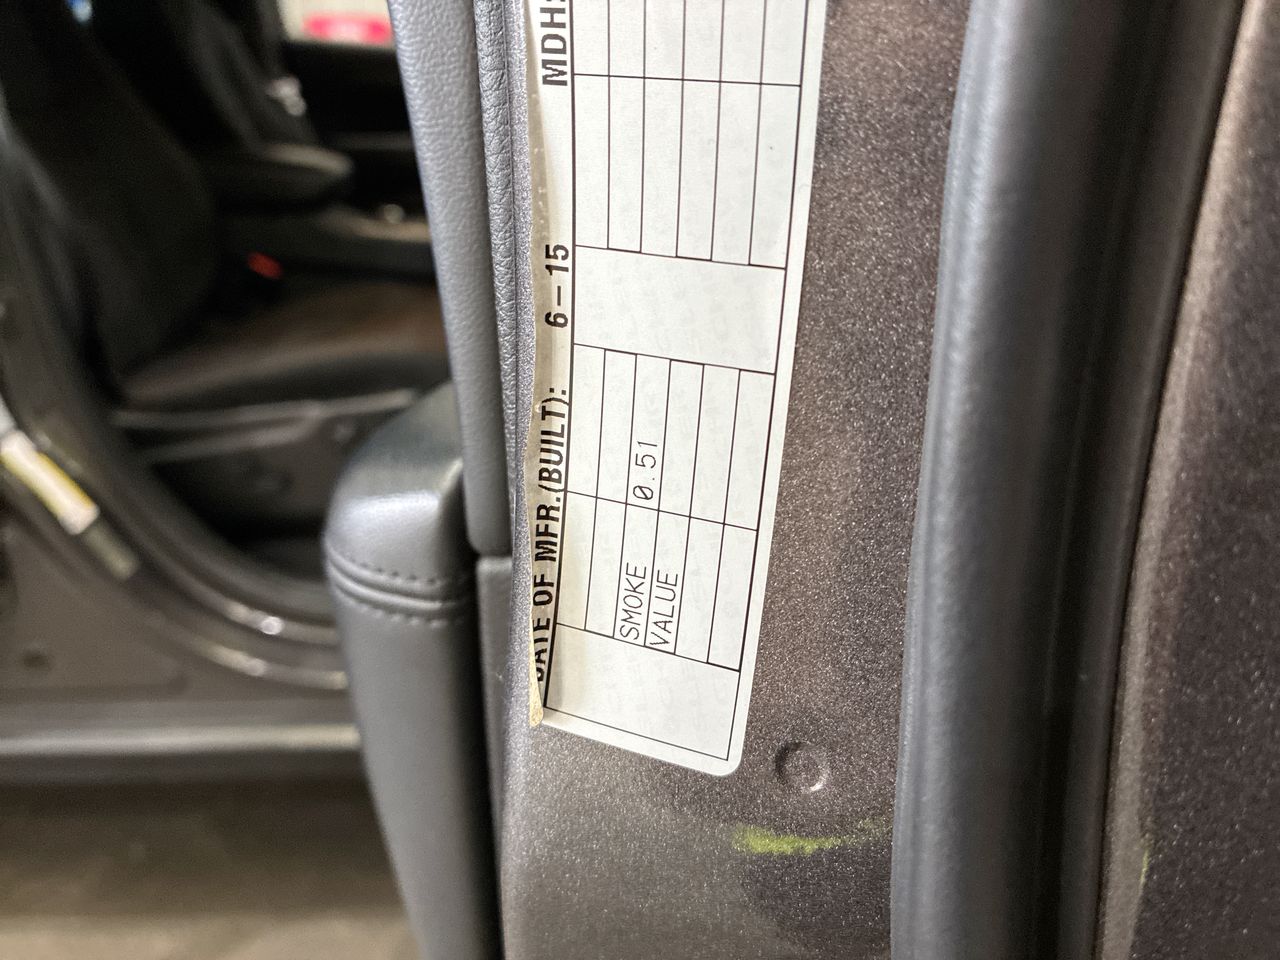 DATE OF MFR.(BUILT): 6-15 MDH:
SMOKE 0.51
VALUE